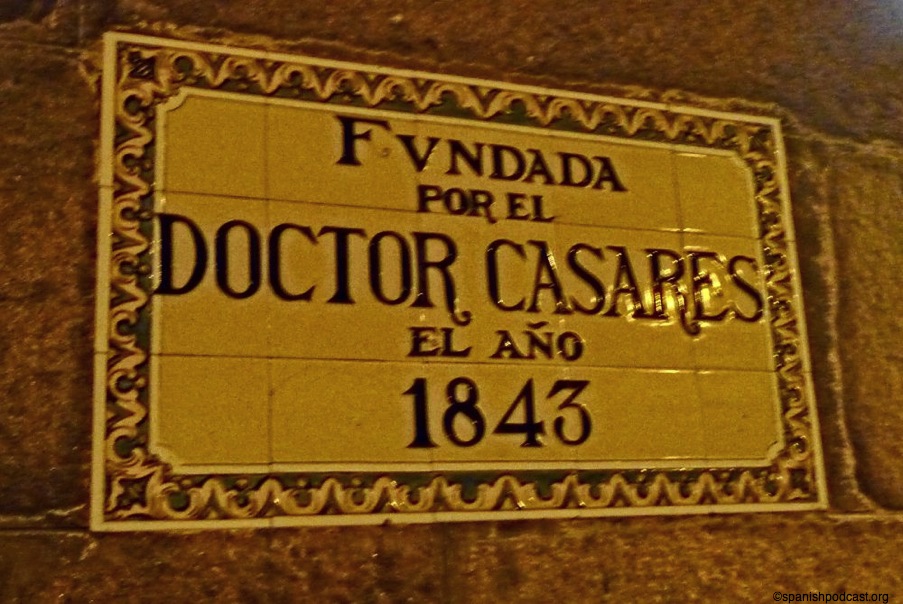 FVNDADA
POR EL
DOCTOR CASARES
EL AÑO
1843
©spanishpodcast.org